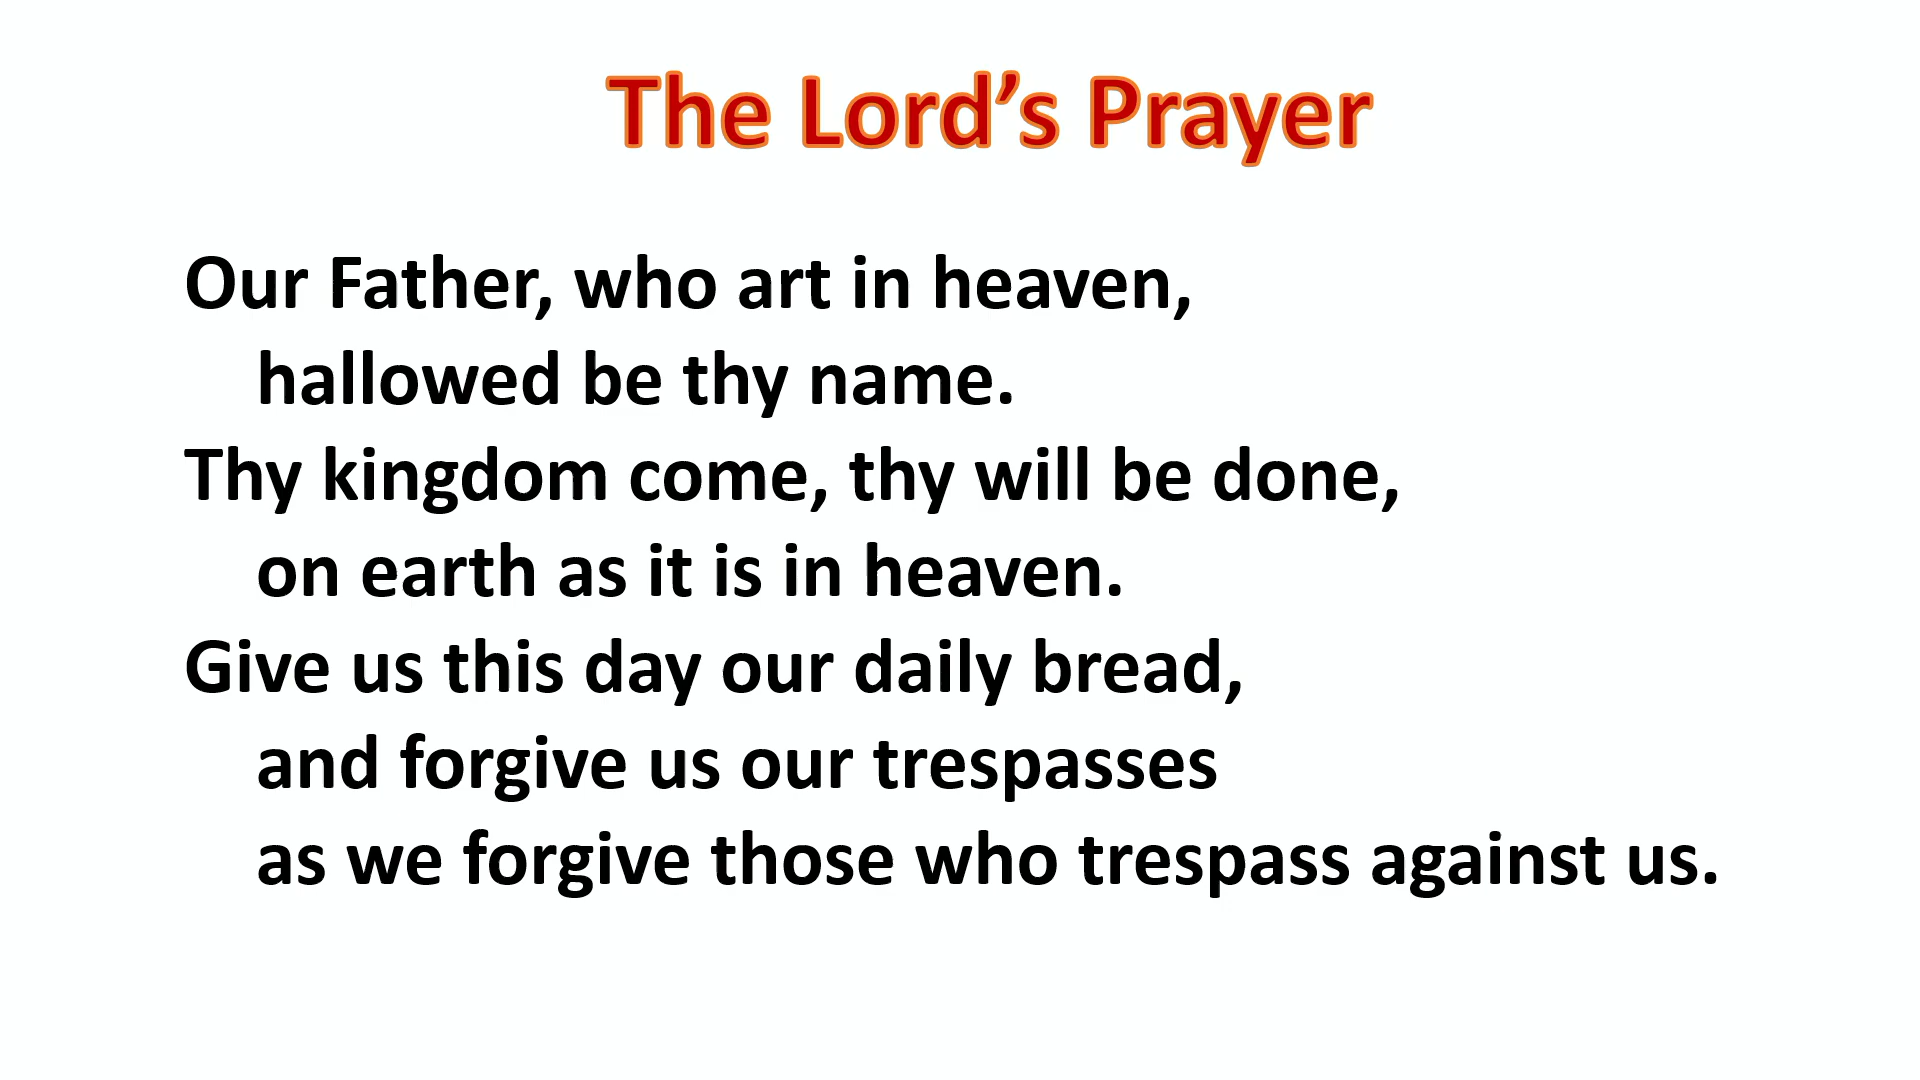 The Lord’s Prayer
Our Father, who art in heaven,
hallowed be thy name.
Thy kingdom come, thy will be done,
on earth as it is in heaven.
Give us this day our daily bread,
and forgive us our trespasses
as we forgive those who trespass against us.